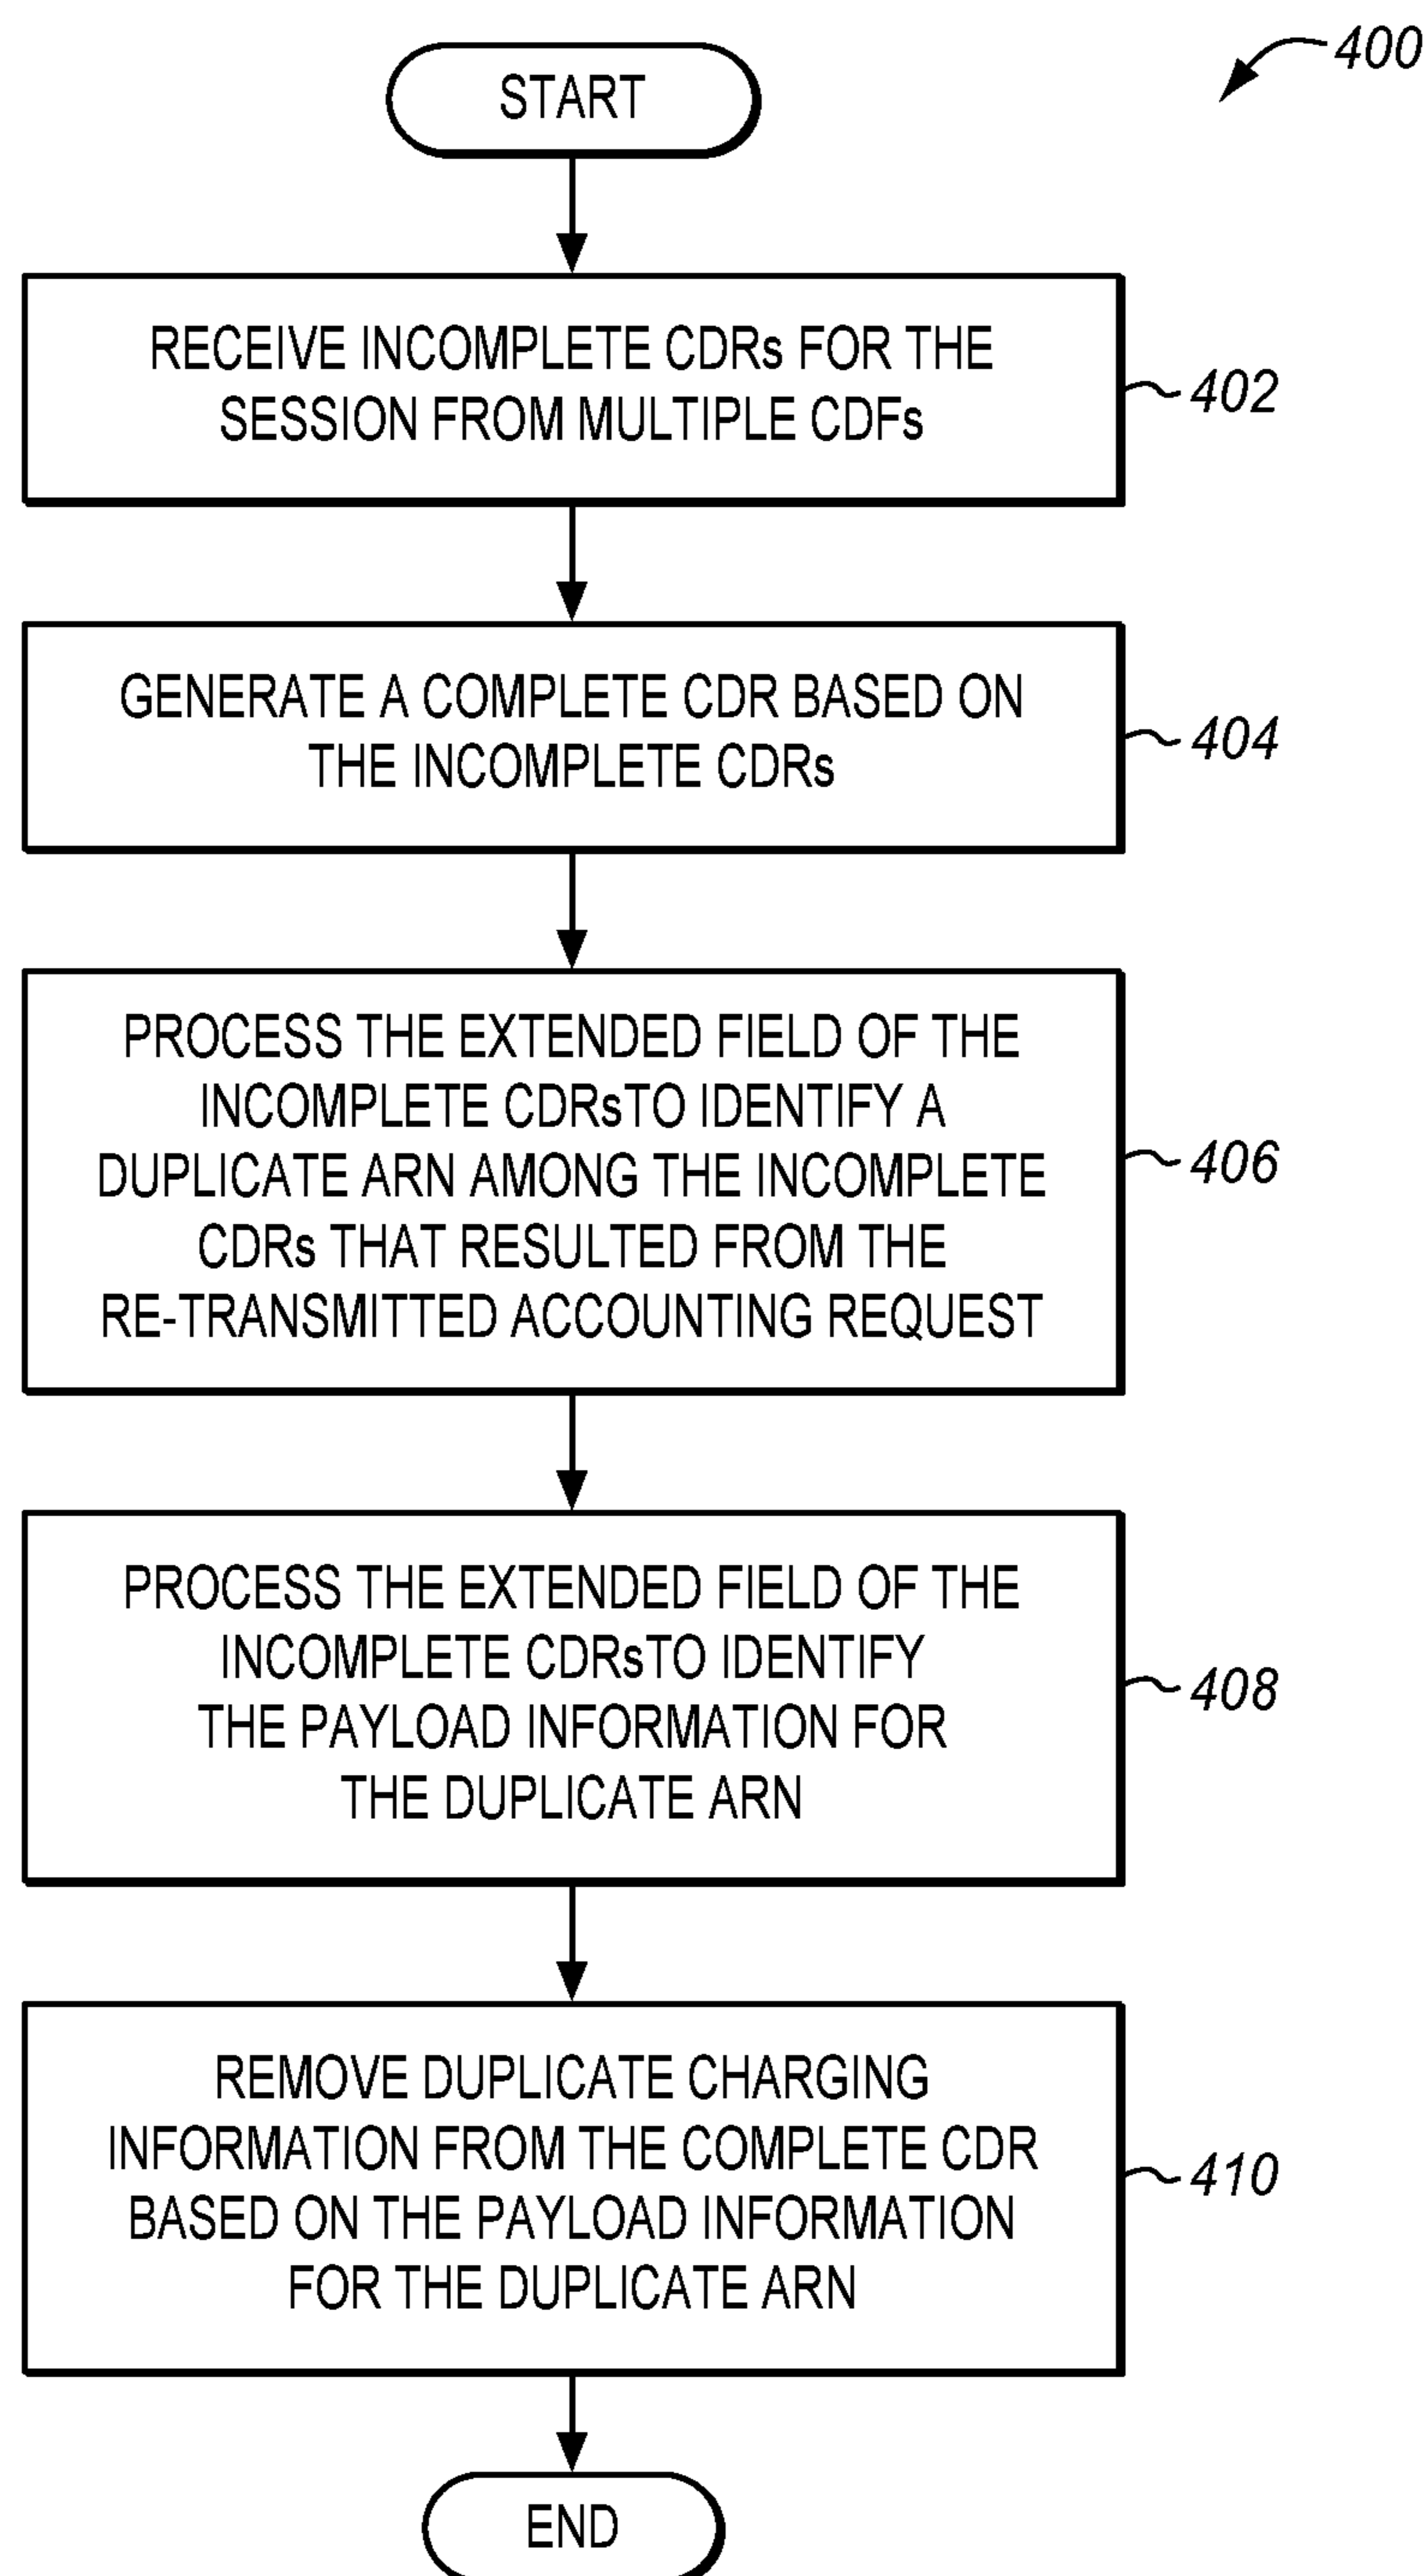 400
START
RECEIVE INCOMPLETE CDRs FOR THE
SESSION FROM MULTIPLE CDFs
402
GENERATE A COMPLETE CDR BASED ON
THE INCOMPLETE CDRs
404
PROCESS THE EXTENDED FIELD OF THE
INCOMPLETE CDRsTO IDENTIFY A
DUPLICATE ARN AMONG THE INCOMPLETE
CDRs THAT RESULTED FROM THE
RE-TRANSMITTED ACCOUNTING REQUEST
406
PROCESS THE EXTENDED FIELD OF THE
INCOMPLETE CDRsTO IDENTIFY
THE PAYLOAD INFORMATION FOR
THE DUPLICATE ARN
408
REMOVE DUPLICATE CHARGING
INFORMATION FROM THE COMPLETE CDR
BASED ON THE PAYLOAD INFORMATION
FOR THE DUPLICATE ARN
410
END